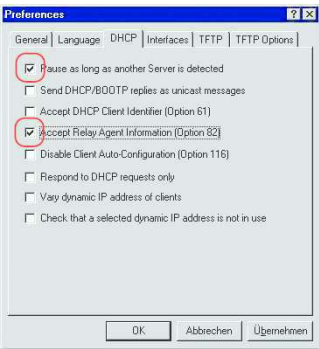 Preferences
General Language DHCP Interfaces TFTP TFTP Options
Pause as long as another Server is detected
Send DHCP/BOOTP replies as unicast messages
Accept DHCP Client Identifier (Option 61)
Accept Relay Agent Information (Option 82)
Disable Client Auto-Configuration (Option 116)
Respond to DHCP requests only
Vary dynamic IP address of clients
Check that a selected dynamic IP address is not in use
OK Abbrechen Übernehmen